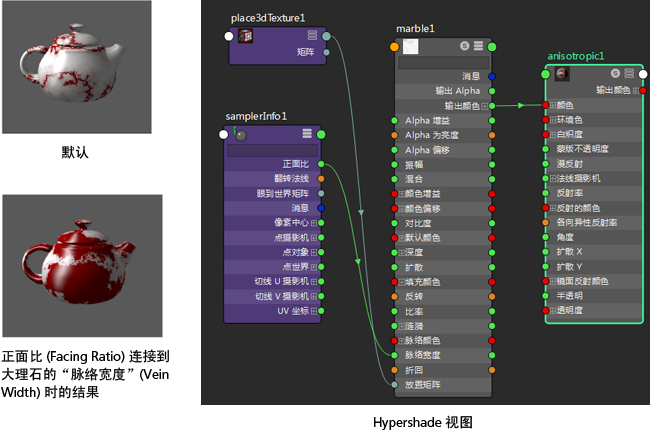 默认
正面比 (Facing Ratio) 连接到
大理石的“脉络宽度”(Vein
Width) 时的结果
place3dTexture1
矩阵
samplerInfo1
正面比
翻转法线
眼到世界矩阵
消息
像素中心
点摄影机
点对象
点世界
切线 U 摄影机
切线 V 摄影机
UV 坐标
marble1
消息
输出 Alpha
输出颜色
Alpha 增益
Alpha 为亮度
Alpha 偏移
振幅
混合
颜色增益
颜色偏移
对比度
默认颜色
深度
扩散
填充颜色
反转
比率
涟漪
脉络颜色
脉络宽度
折回
放置矩阵
anisotropic1
输出颜色
颜色
环境色
白炽度
蒙版不透明度
漫反射
法线摄影机
反射率
反射的颜色
各向异性反射率
角度
扩散 X
扩散 Y
镜面反射颜色
半透明
透明度
Hypershade 视图